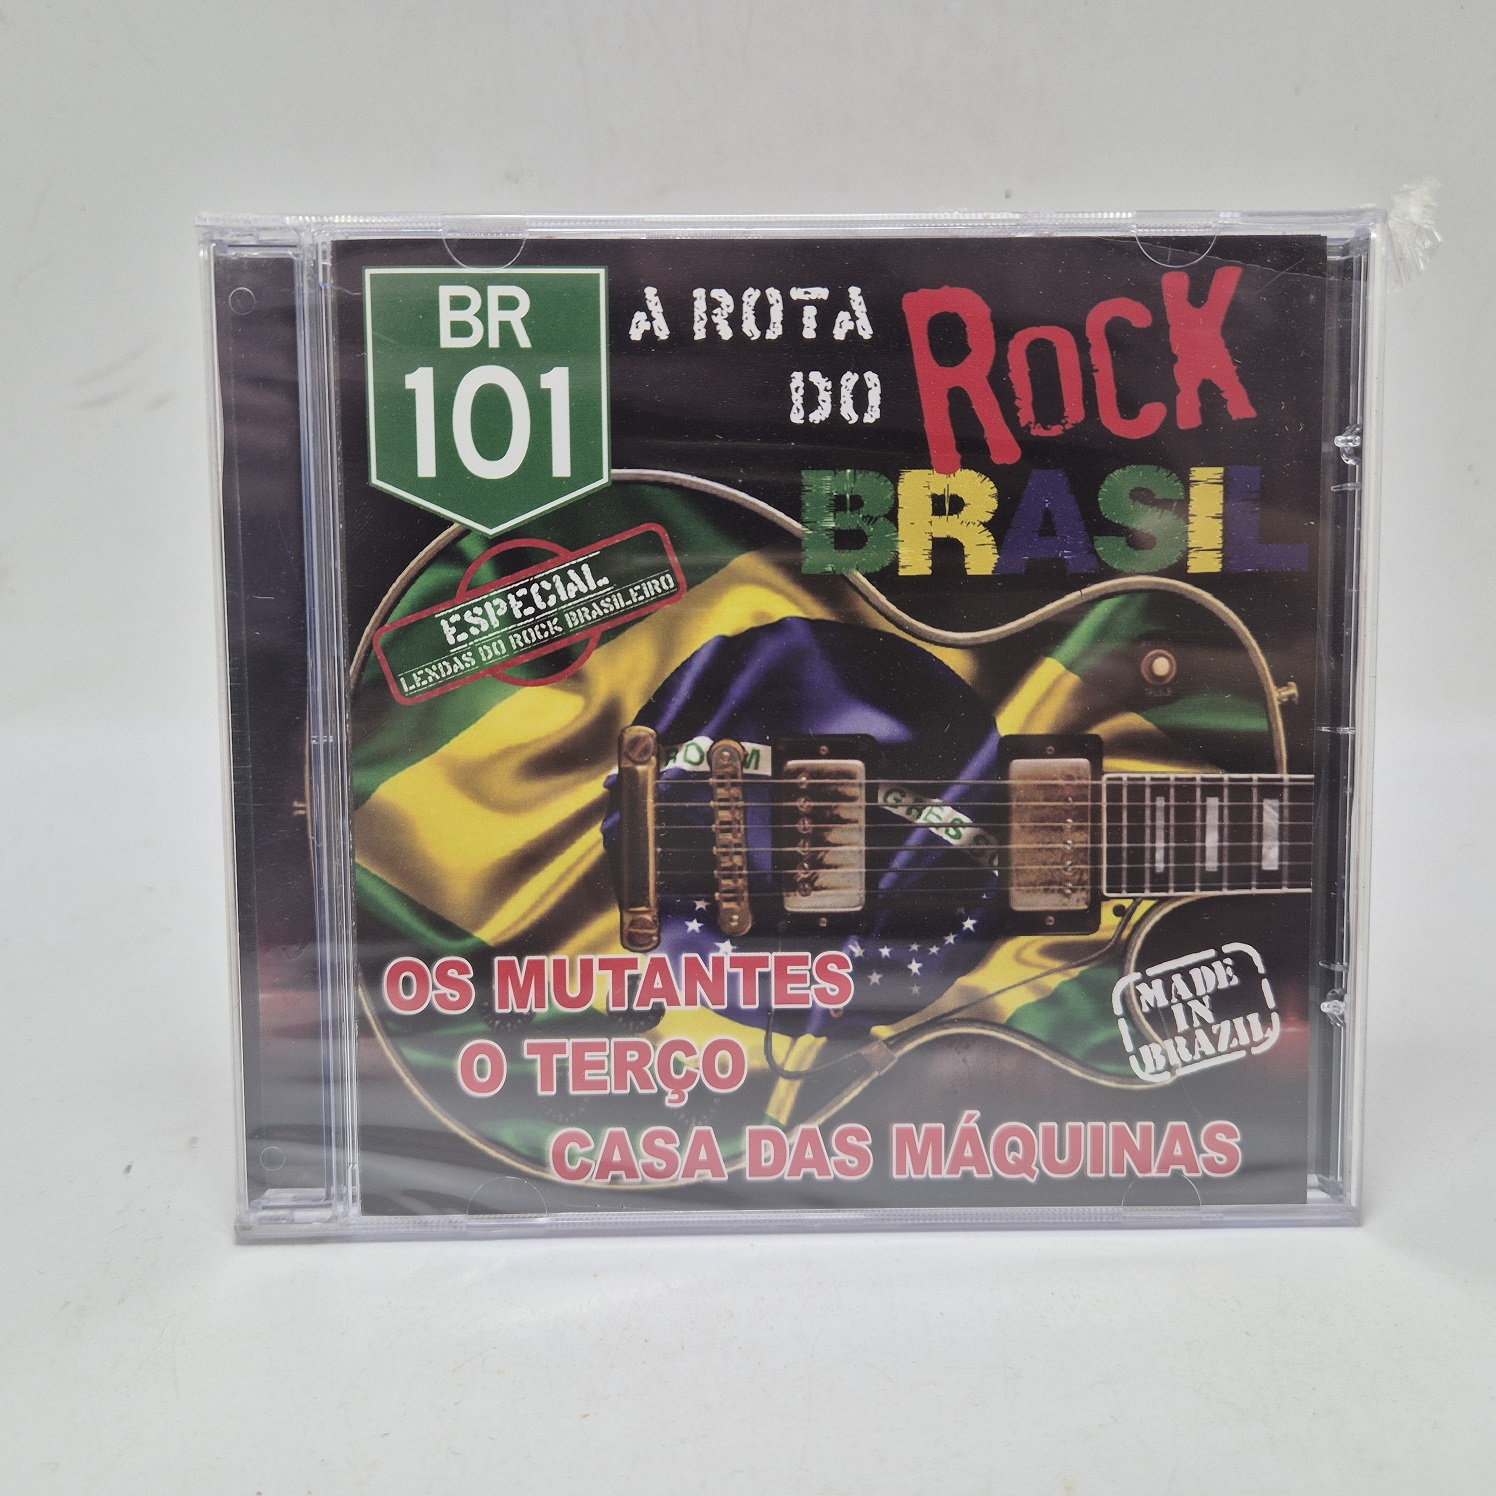 BR
101
A ROTA
DO
ROCK
BRASIL
ESPECIAL
LENDAS DO ROCK BRASILEIRO
GRESS
OS MUTANTES
O TERÇO
CASA DAS MÁQUINAS
MADE
IN
BRAZIL